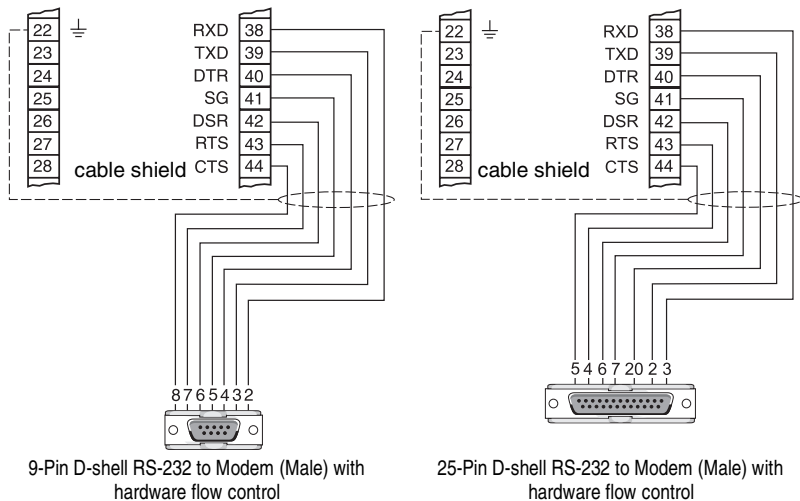 22 RXD 38
23 TXD 39
24 DTR 40
25 SG 41
26 DSR 42
27 RTS 43
28 cable shield CTS 44
8 7 6 5 4 3 2
9-Pin D-shell RS-232 to Modem (Male) with
hardware flow control
22 RXD 38
23 TXD 39
24 DTR 40
25 SG 41
26 DSR 42
27 RTS 43
28 cable shield CTS 44
5 4 6 7 20 2 3
25-Pin D-shell RS-232 to Modem (Male) with
hardware flow control